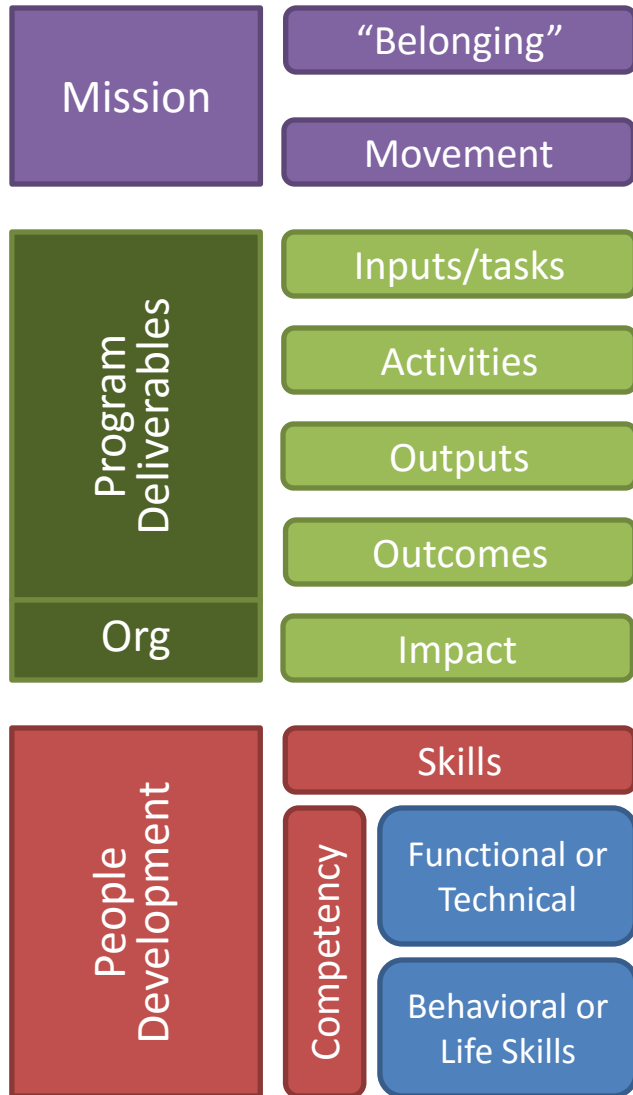 Mission
“Belonging”
Movement
Program
Deliverables
Inputs/tasks
Activities
Outputs
Outcomes
Org
Impact
People
Development
Skills
Competency
Functional or
Technical
Behavioral or
Life Skills